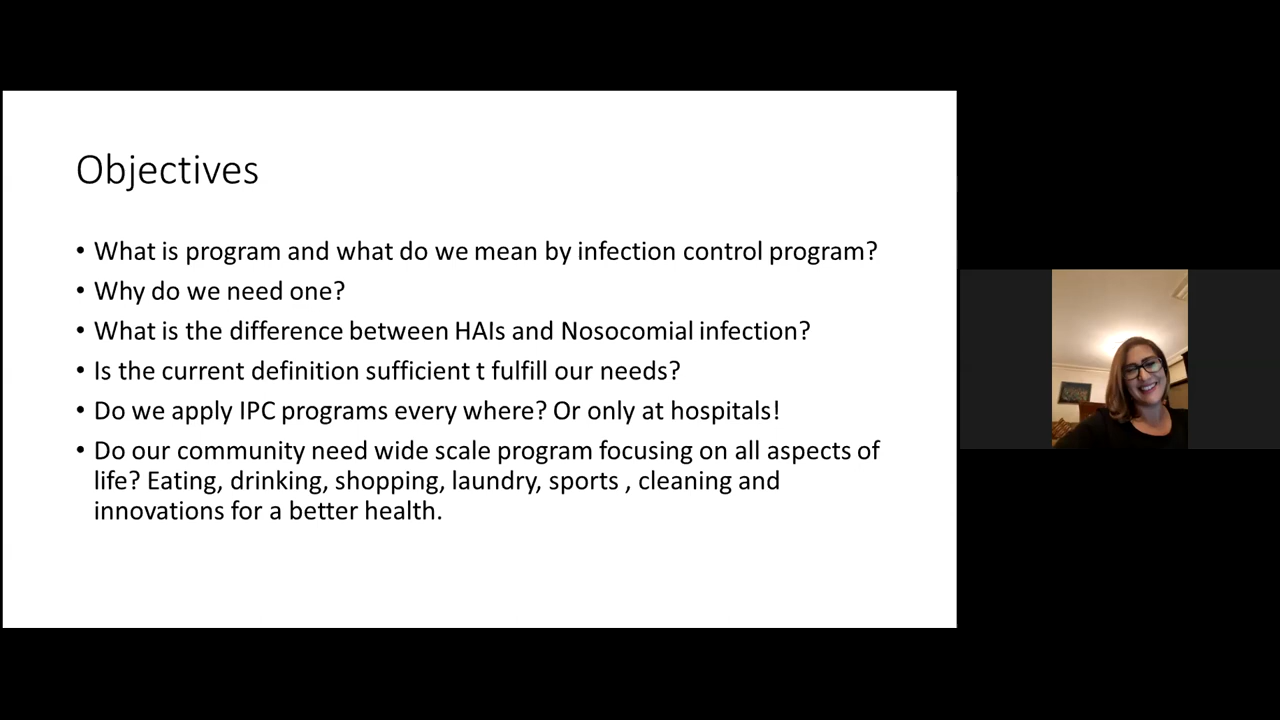 Objectives
• What is program and what do we mean by infection control program?
• Why do we need one?
• What is the difference between HAIs and Nosocomial infection?
• Is the current definition sufficient t fulfill our needs?
• Do we apply IPC programs every where? Or only at hospitals!
• Do our community need wide scale program focusing on all aspects of
life? Eating, drinking, shopping, laundry, sports , cleaning and
innovations for a better health.